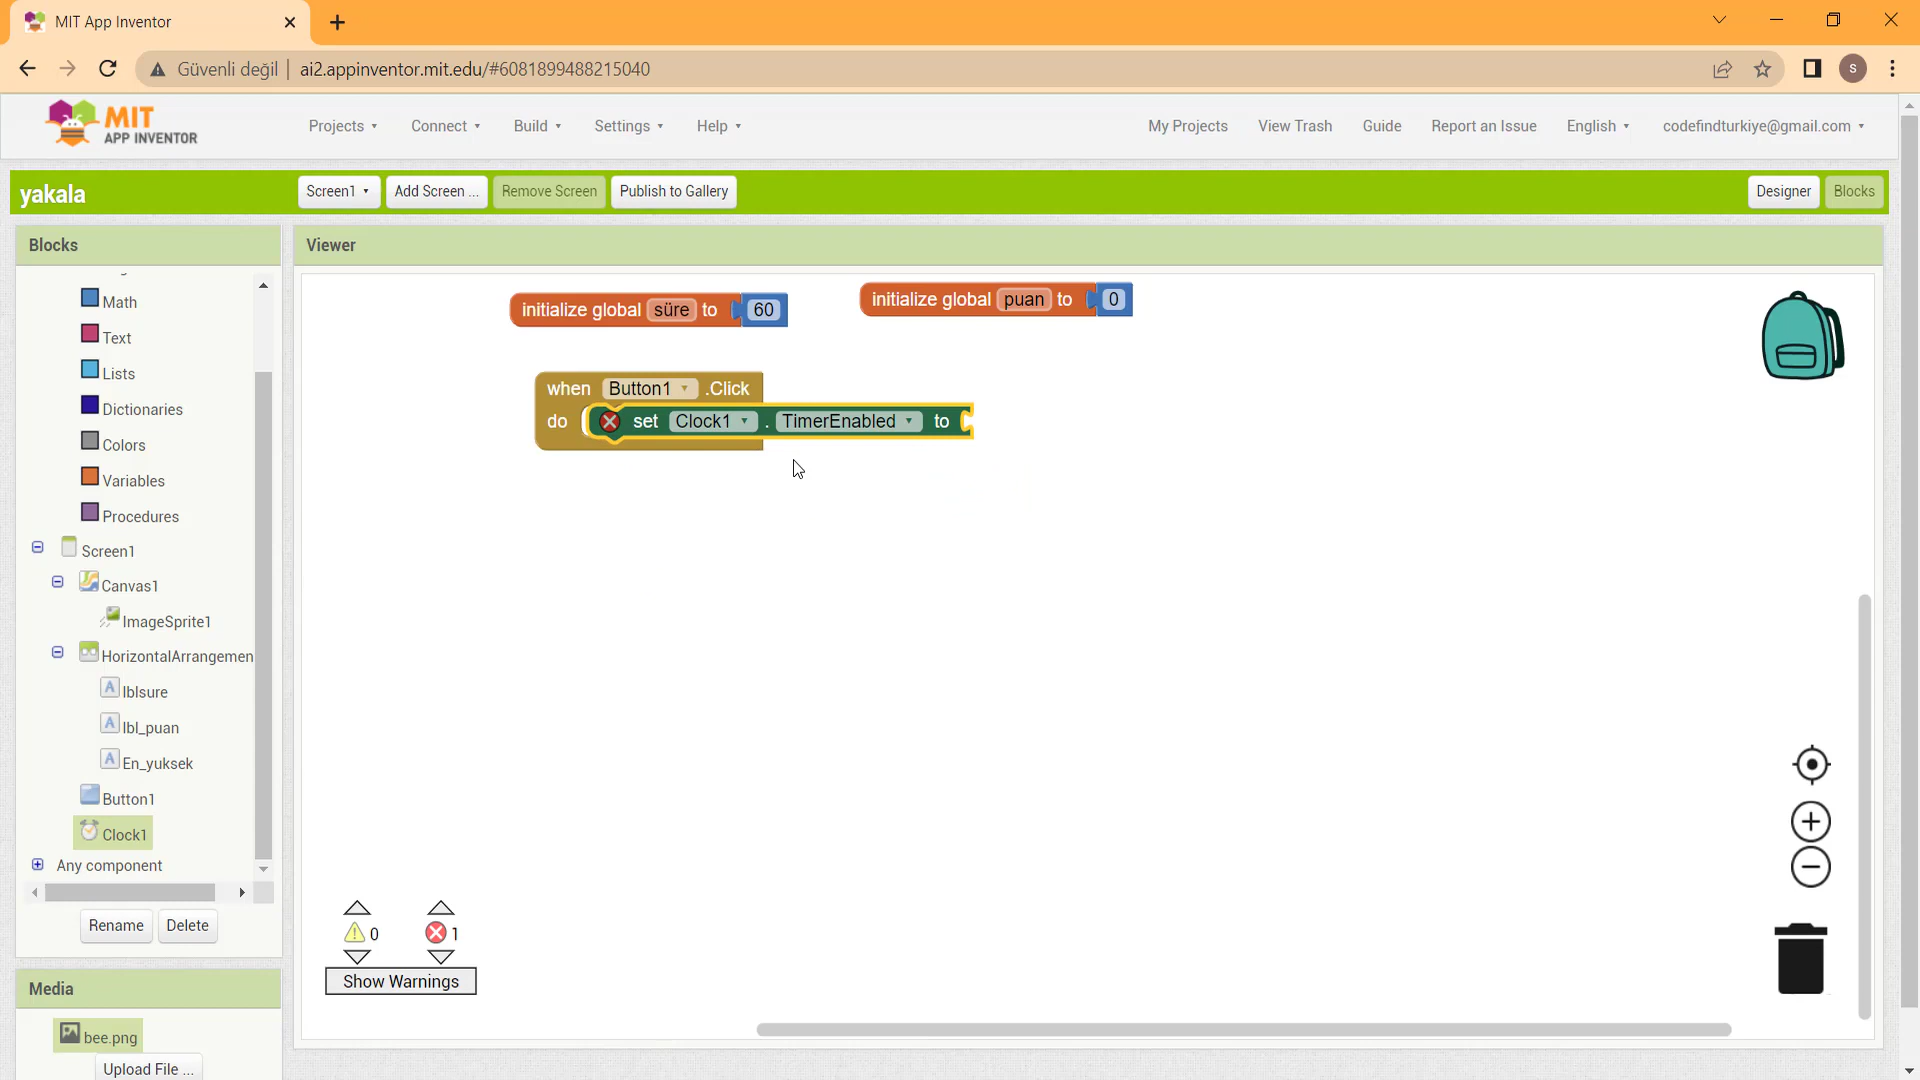 MIT App Inventor
Güvenli değil
ai2.appinventor.mit.edu/#6081899488215040
S
MIT
APP INVENTOR
Projects
Connect
Build
Settings
Help
My Projects
View Trash
Guide
Report an Issue
English
codefindturkiye@gmail.com
yakala
Screen1
Add Screen ...
Remove Screen
Publish to Gallery
Designer
Blocks
Blocks
Viewer
Math
Text
Lists
Dictionaries
Colors
Variables
Procedures
Screen1
Canvas1
ImageSprite1
HorizontalArrangemen
lblsure
lbl_puan
En_yuksek
Button1
Clock1
Any component
Rename
Delete
Media
bee.png
Upload File ...
initialize global süre to 60
initialize global puan to 0
when Button1 .Click
do set Clock1 . TimerEnabled to
0
1
Show Warnings